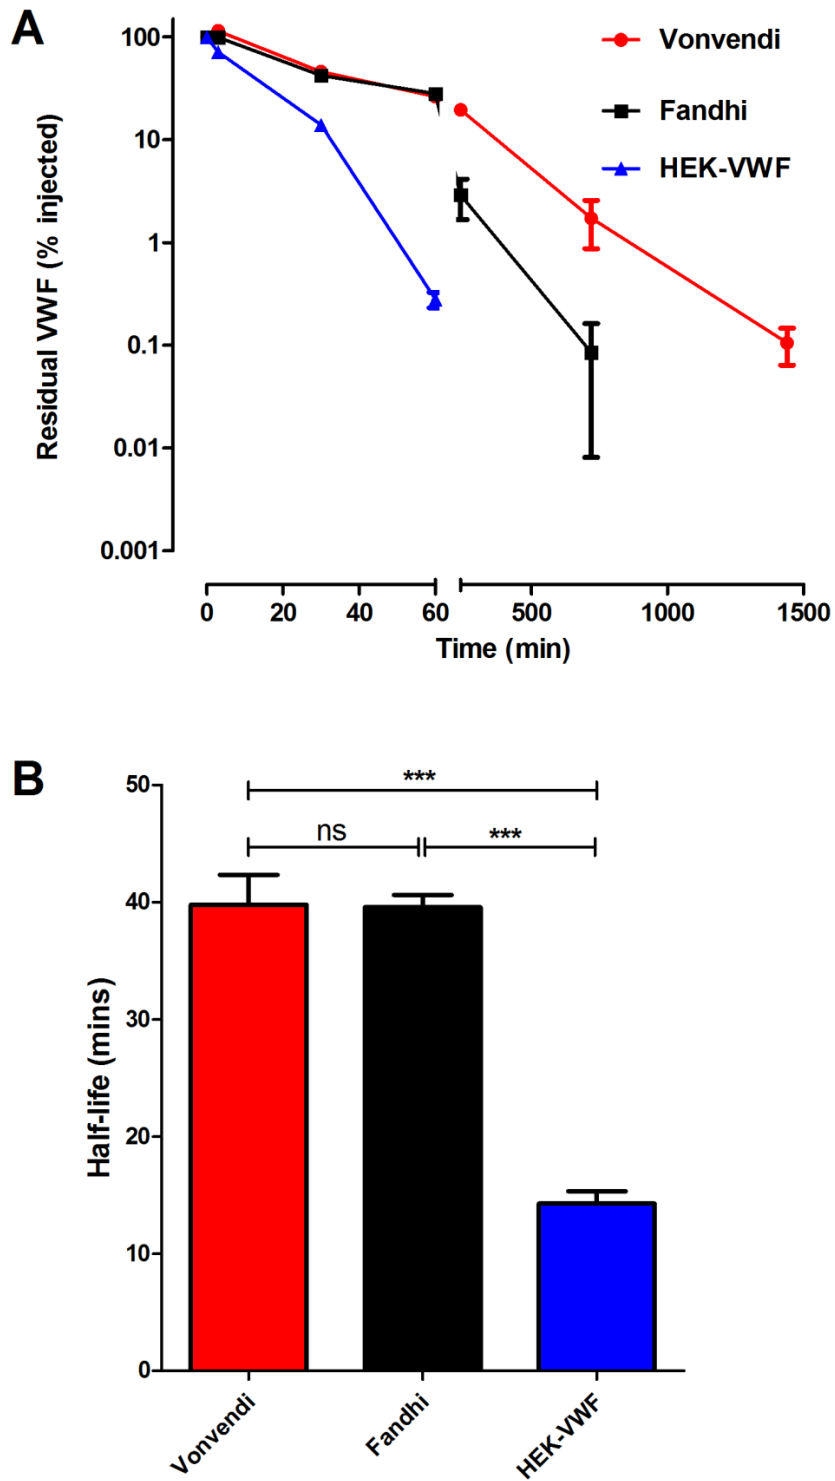 A
Residual VWF (% injected)
100
10
1
0.1
0.01
0.001
Vonvendi
Fandhi
HEK-VWF
0 20 40 60 500 1000 1500
Time (min)
B
Half-life (mins)
50
40
30
20
10
0
***
ns
***
Vonvendi
Fandhi
HEK-VWF